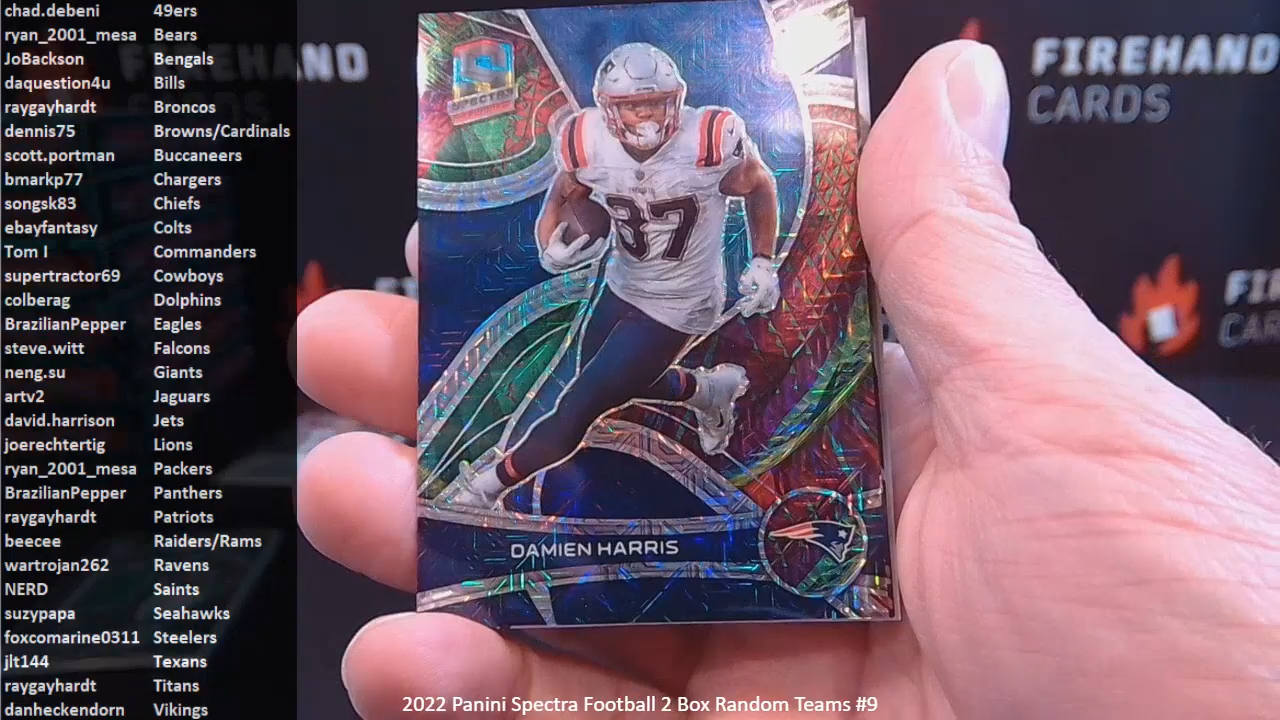 chad.debeni 49ers
ryan_2001_mesa Bears
JoBackson Bengals
daquestion4u Bills
raygayhardt Broncos
dennis75 Browns/Cardinals
scott.portman Buccaneers
bmarkp77 Chargers
songsk83 Chiefs
ebayfantasy Colts
Tom I Commanders
supertractor69 Cowboys
colberag Dolphins
BrazilianPepper Eagles
steve.witt Falcons
neng.su Giants
artv2 Jaguars
david.harrison Jets
joerechtertig Lions
ryan_2001_mesa Packers
BrazilianPepper Panthers
raygayhardt Patriots
beecee Raiders/Rams
wartrojan262 Ravens
NERD Saints
suzypapa Seahawks
foxcomarine0311 Steelers
jlt144 Texans
raygayhardt Titans
danheckendorn Vikings
SPECTRA
37
DAMIEN HARRIS
FIREHAND
CARDS
2022 Panini Spectra Football 2 Box Random Teams #9